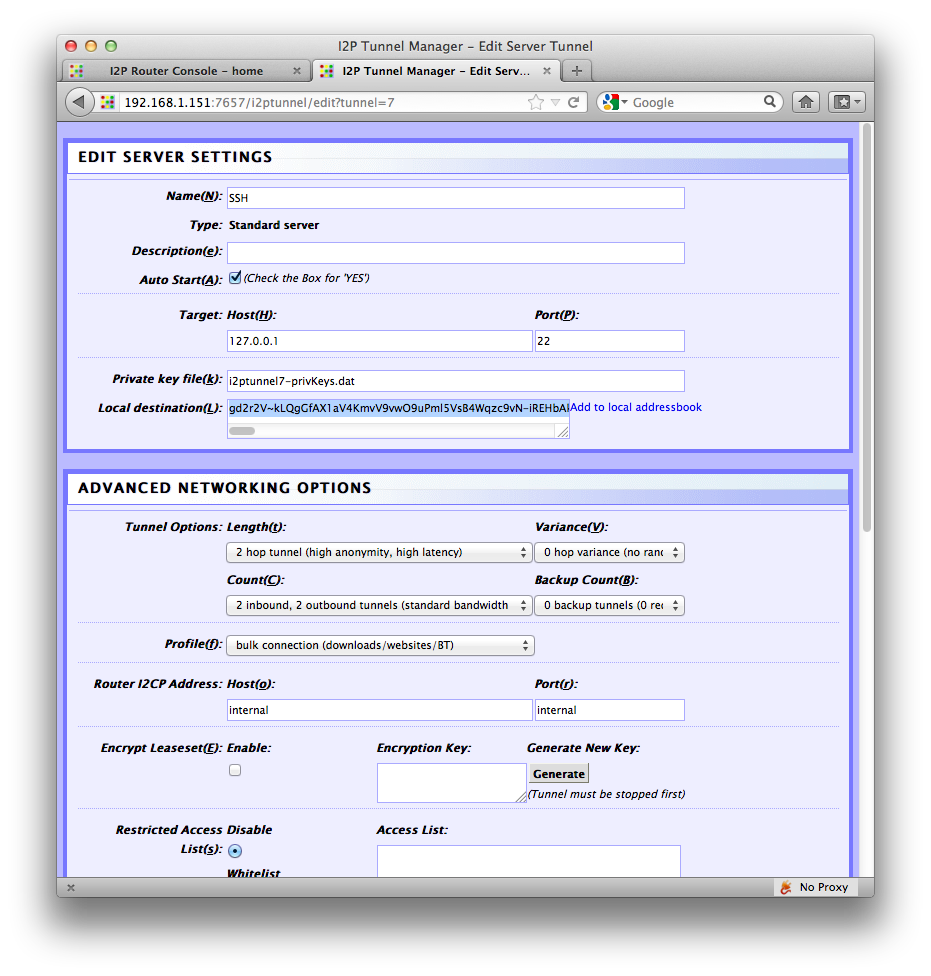 I2P Tunnel Manager - Edit Server Tunnel
I2P Router Console - home
I2P Tunnel Manager - Edit Serv...
192.168.1.151:7657/i2ptunnel/edit?tunnel=7
Google
EDIT SERVER SETTINGS
Name(N): SSH
Type: Standard server
Description(e):
Auto Start(A): (Check the Box for 'YES')
Target: Host(H): Port(P):
127.0.0.1 22
Private key file(k): i2ptunnel7-privKeys.dat
Local destination(L): Add to local addressbook
ADVANCED NETWORKING OPTIONS
Tunnel Options: Length(t): Variance(V):
2 hop tunnel (high anonymity, high latency) 0 hop variance (no
Count(C): Backup Count(B):
2 inbound, 2 outbound tunnels (standard bandwidth 0 backup tunnels (0
Profile(f): bulk connection (downloads/websites/BT)
Router I2CP Address: Host(o): Port(r):
internal internal
Encrypt Leaseset(E): Enable: Encryption Key: Generate New Key:
Generate
(Tunnel must be stopped first)
Restricted Access Disable Access List:
List(s):
Whitelist
No Proxy